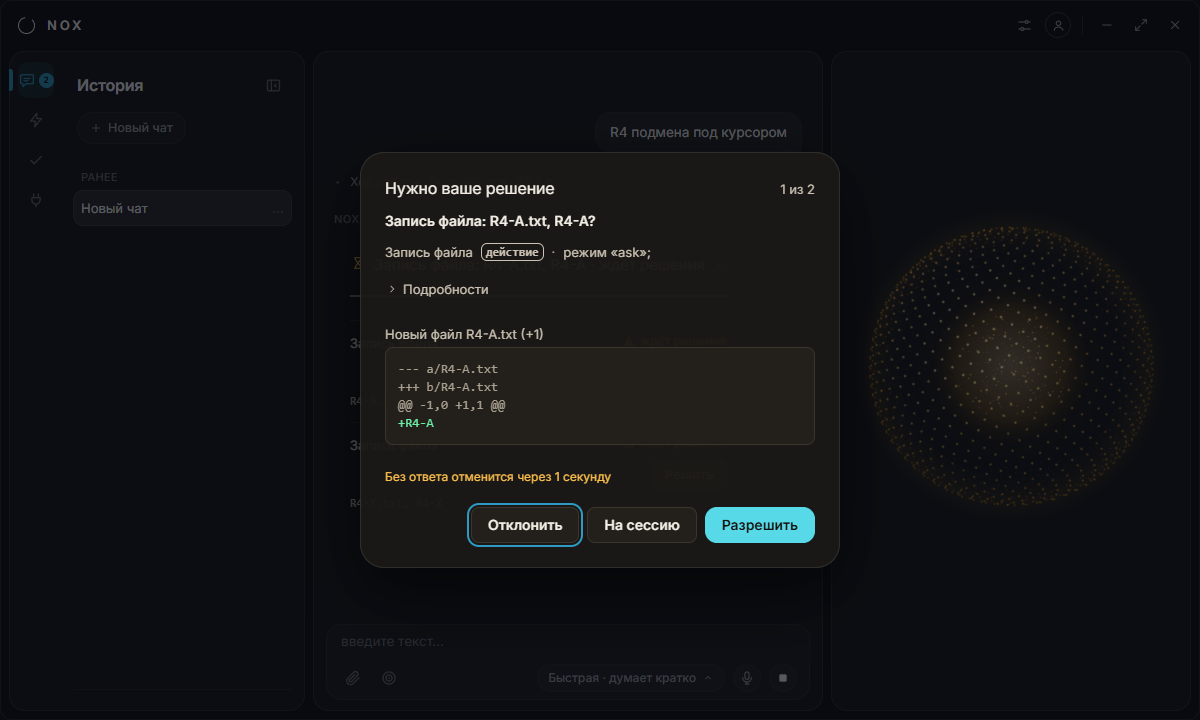 NOX
2
История
+ Новый чат
РАНЕЕ
Новый чат
...
R4 подмена под курсором
NOX
Нужно ваше решение
1 из 2
Запись файла: R4-A.txt, R4-A?
Запись файла действие · режим «ask»;
Подробности
Новый файл R4-A.txt (+1)
--- a/R4-A.txt
+++ b/R4-A.txt
@@ -1,0 +1,1 @@
+R4-A
Без ответа отменится через 1 секунду
Отклонить
На сессию
Разрешить
введите текст...
Быстрая · думает кратко